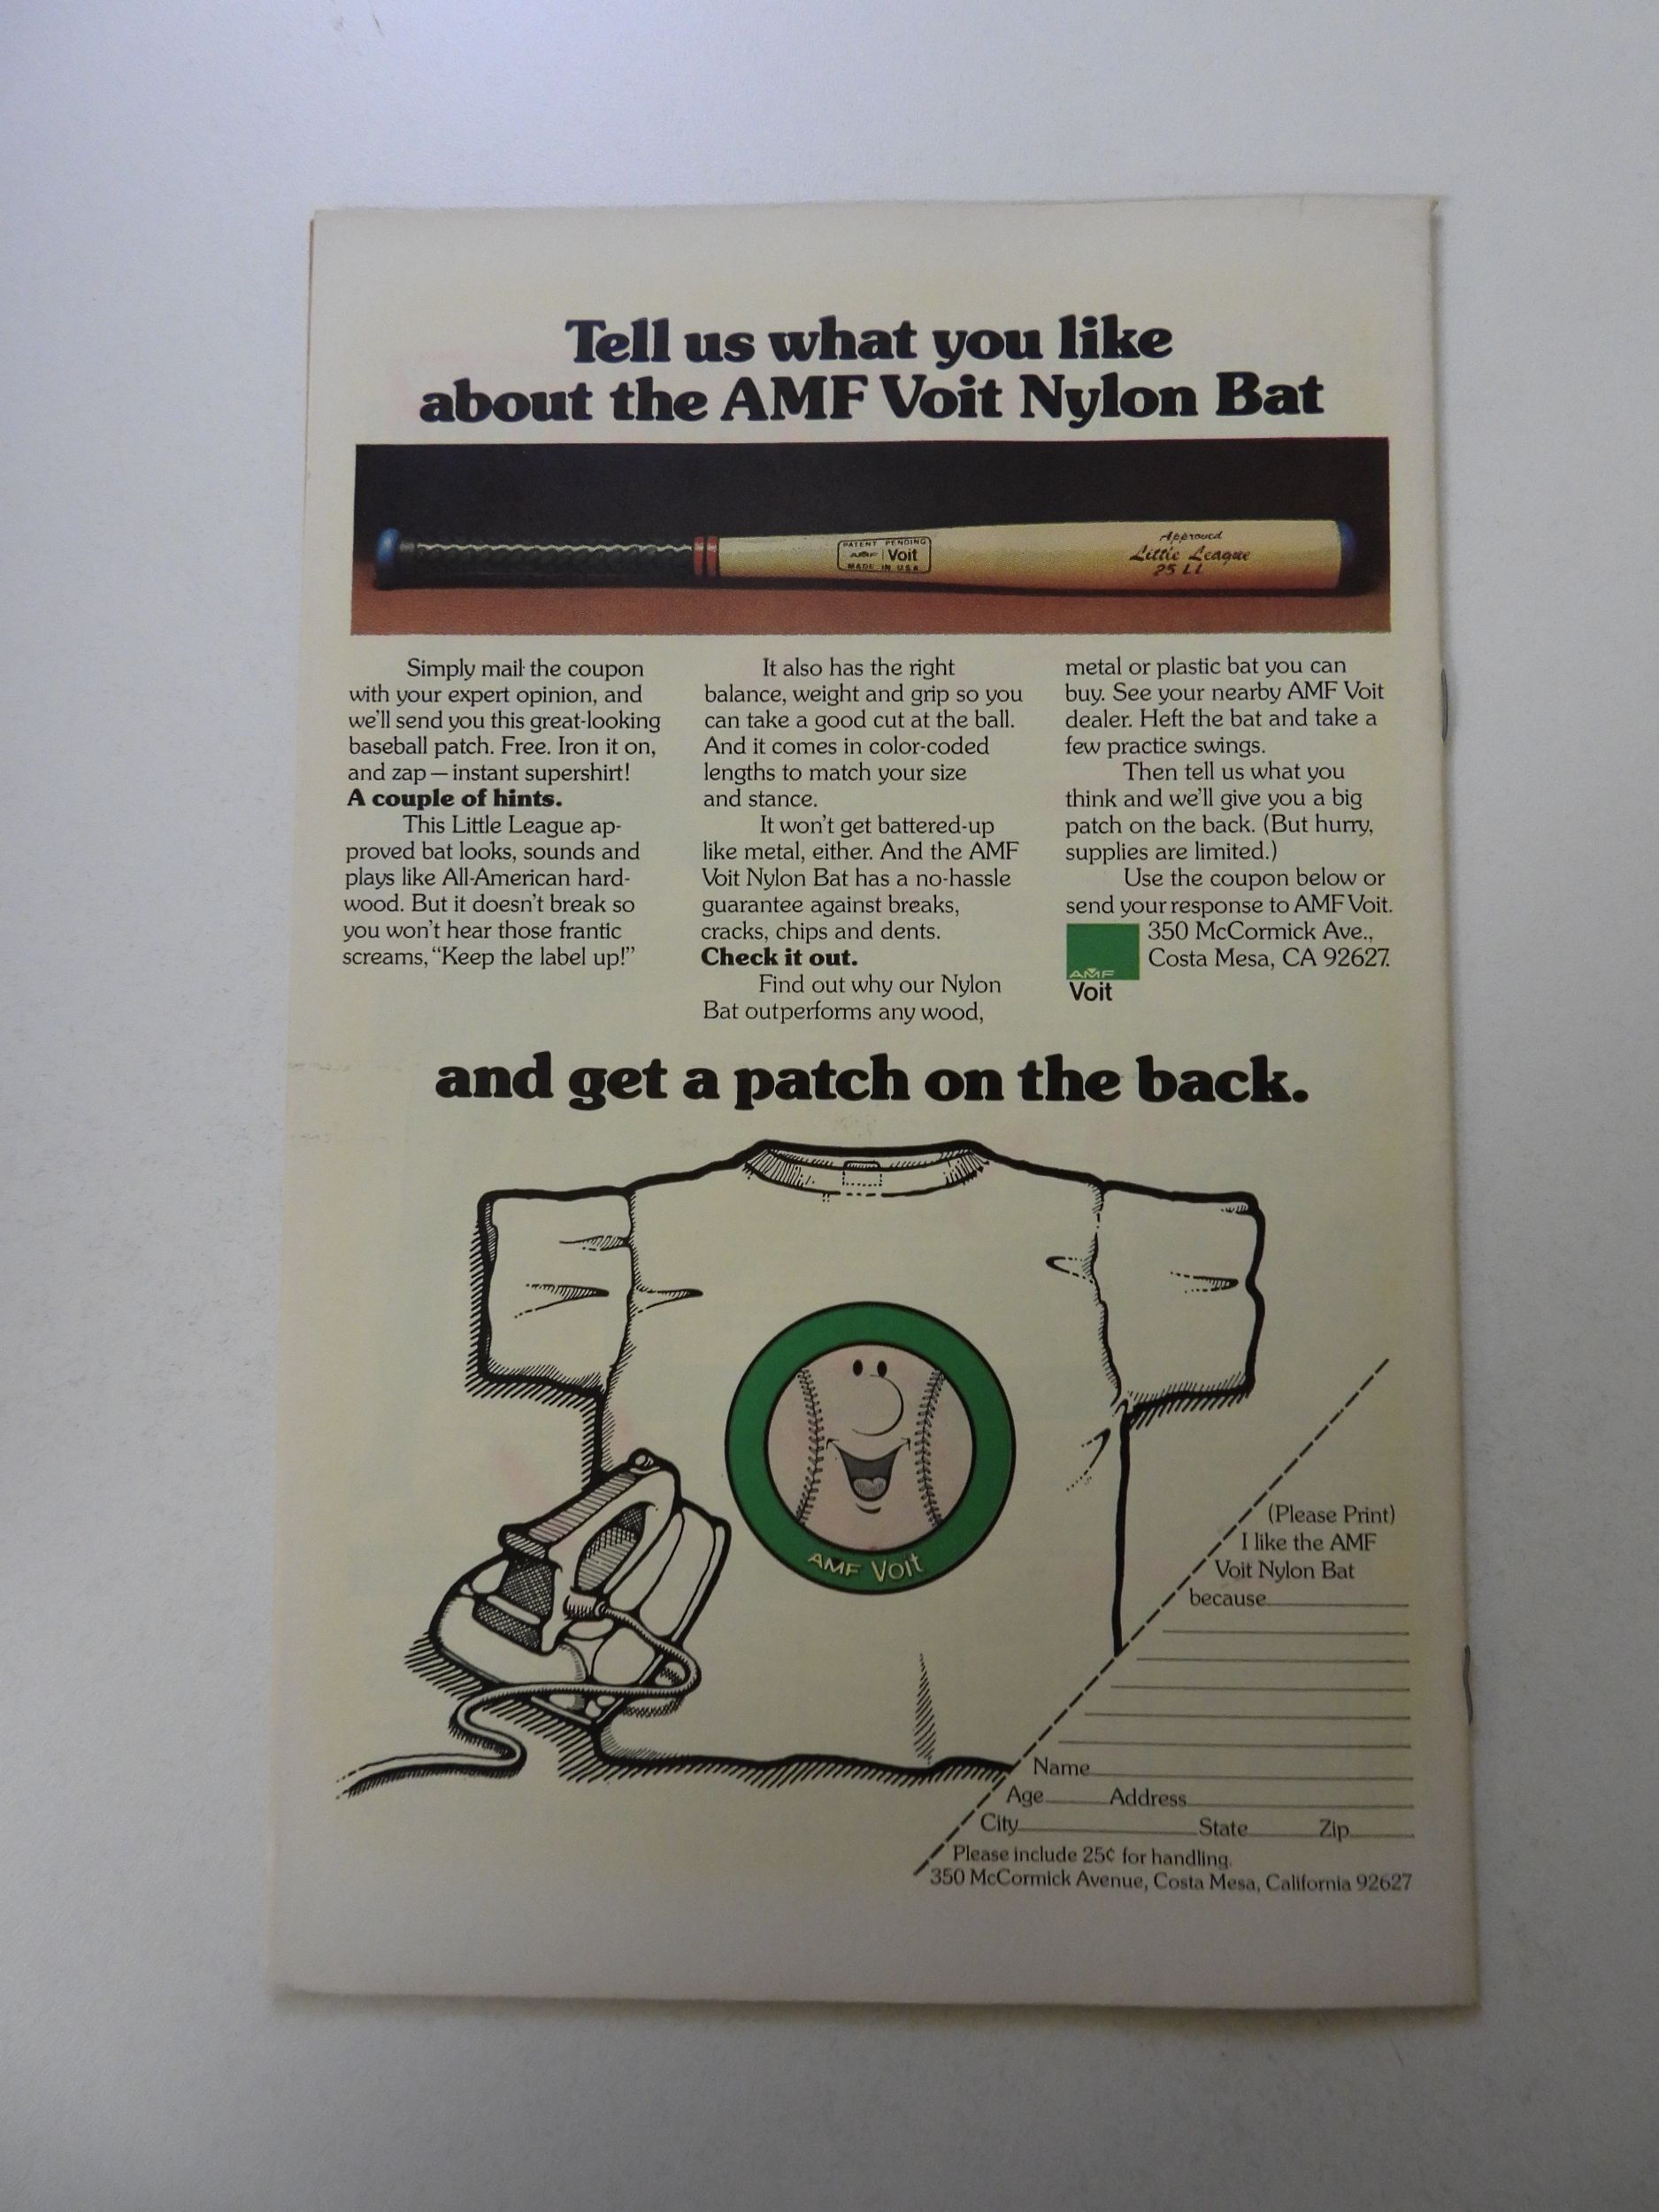 Tell us what you like
about the AMF Voit Nylon Bat
PATENT PENDING
AMF Voit
MADE IN U.S.A.
Approved
Little League
25 LL
Simply mail the coupon
with your expert opinion, and
we'll send you this great-looking
baseball patch. Free. Iron it on,
and zap — instant supershirt!
A couple of hints.
This Little League ap-
proved bat looks, sounds and
plays like All-American hard-
wood. But it doesn't break so
you won't hear those frantic
screams, "Keep the label up!"
It also has the right
balance, weight and grip so you
can take a good cut at the ball.
And it comes in color-coded
lengths to match your size
and stance.
It won't get battered-up
like metal, either. And the AMF
Voit Nylon Bat has a no-hassle
guarantee against breaks,
cracks, chips and dents.
Check it out.
Find out why our Nylon
Bat outperforms any wood,
metal or plastic bat you can
buy. See your nearby AMF Voit
dealer. Heft the bat and take a
few practice swings.
Then tell us what you
think and we'll give you a big
patch on the back. (But hurry,
supplies are limited.)
Use the coupon below or
send your response to AMF Voit.
350 McCormick Ave.,
Costa Mesa, CA 92627.
AMF
Voit
and get a patch on the back.
AMF Voit
(Please Print)
I like the AMF
Voit Nylon Bat
because
Name
Age Address
City State Zip
Please include 25¢ for handling.
350 McCormick Avenue, Costa Mesa, California 92627